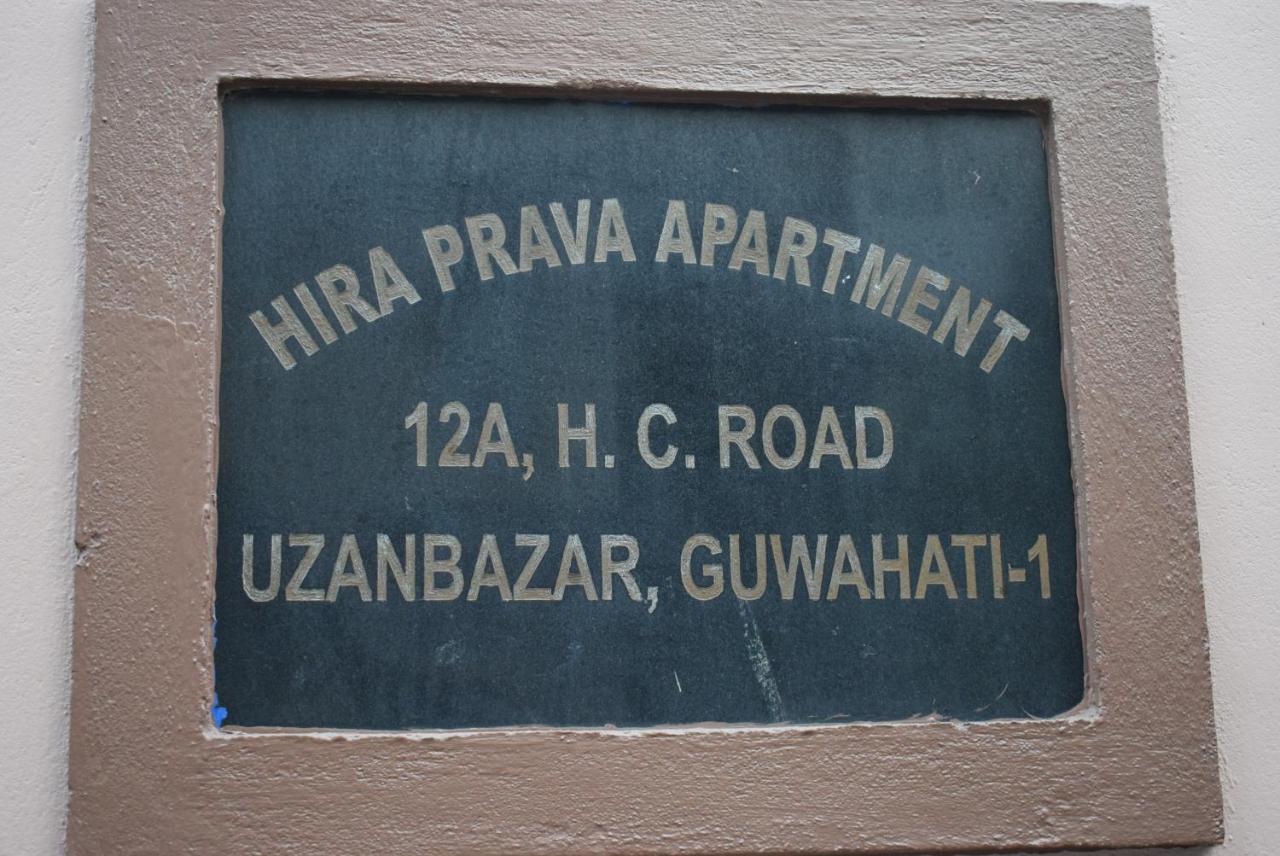 HIRA PRAVA APARTMENT
12A, H. C. ROAD
UZANBAZAR, GUWAHATI-1